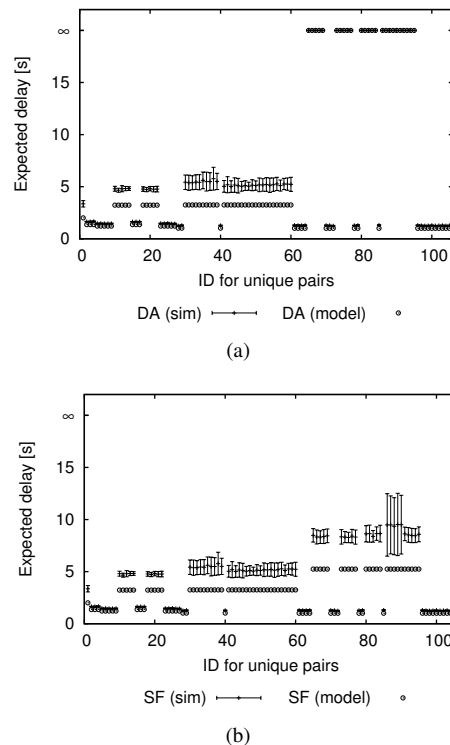 ∞
15
10
5
0
Expected delay [s]
0 20 40 60 80 100
ID for unique pairs
DA (sim) DA (model)
(a)
∞
15
10
5
0
Expected delay [s]
0 20 40 60 80 100
ID for unique pairs
SF (sim) SF (model)
(b)